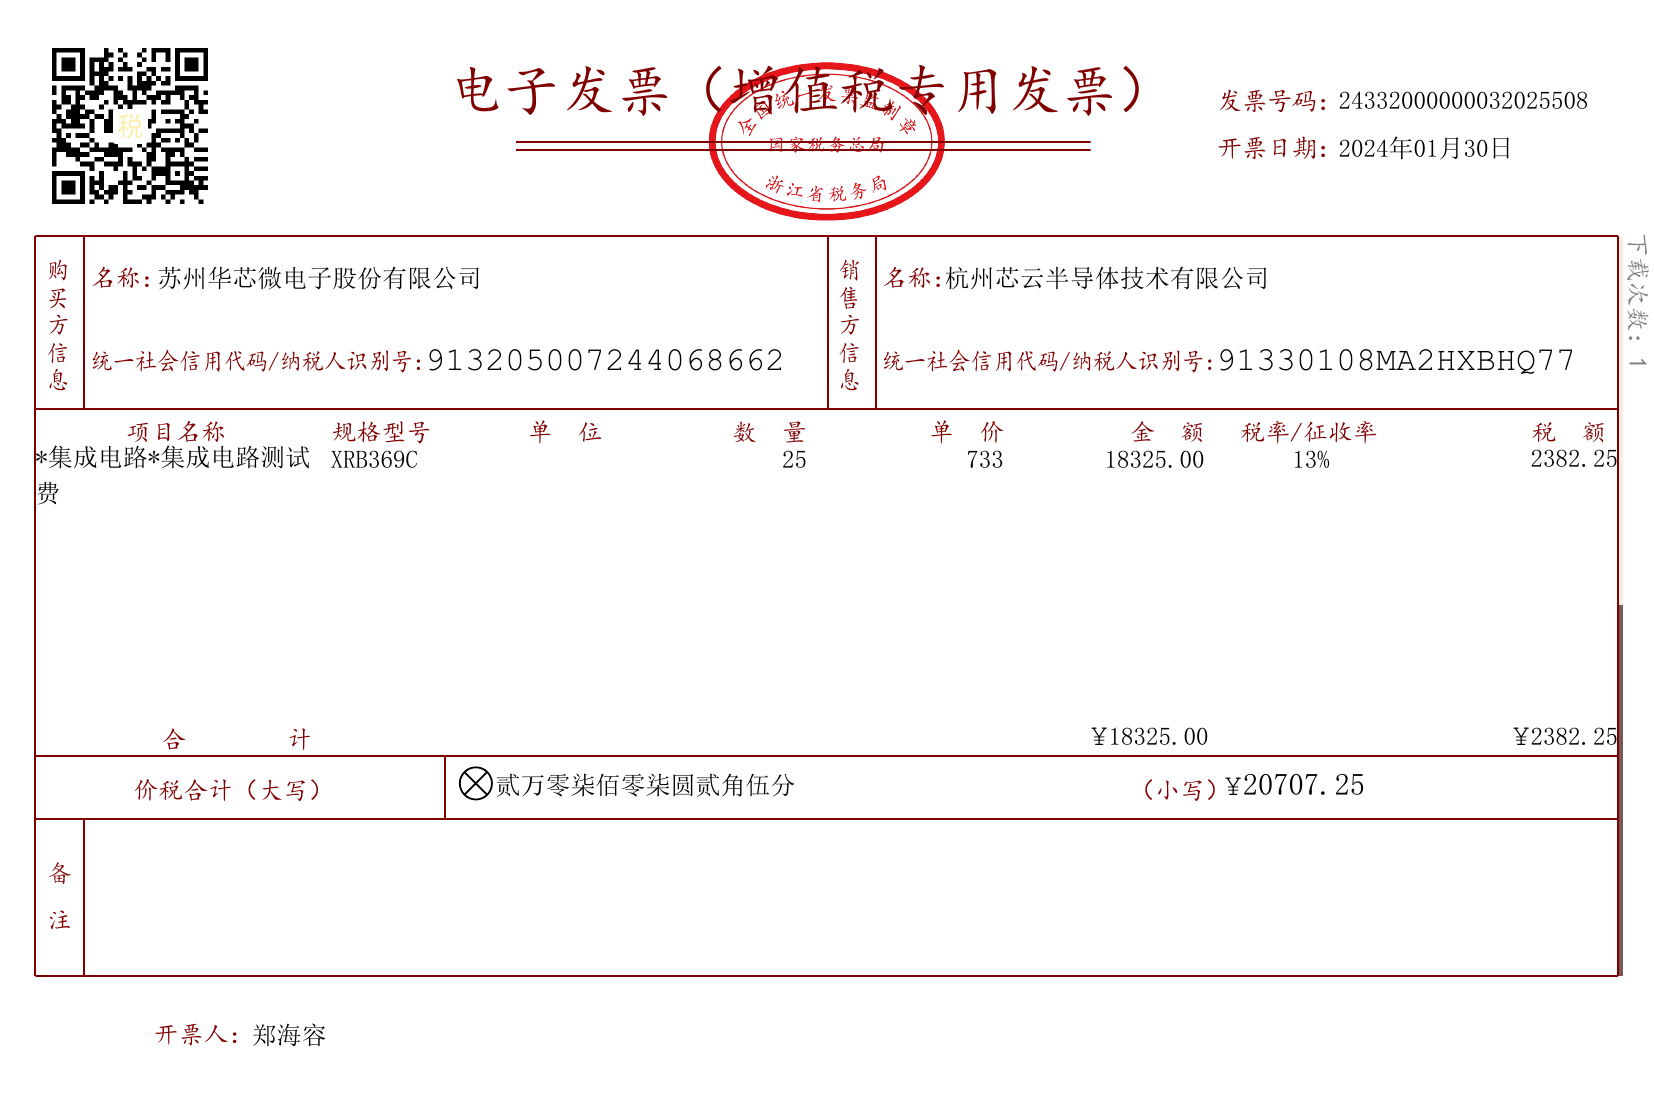 电子发票（增值税专用发票）
全国统一发票监制章
国家税务总局
浙江省税务局
税
发票号码：24332000000032025508
开票日期：2024年01月30日
下载次数：1
购买方信息
名称：苏州华芯微电子股份有限公司
统一社会信用代码/纳税人识别号：913205007244068662
销售方信息
名称：杭州芯云半导体技术有限公司
统一社会信用代码/纳税人识别号：91330108MA2HXBHQ77
项目名称 规格型号 单 位 数 量 单 价 金 额 税率/征收率 税 额
*集成电路*集成电路测试 XRB369C 25 733 18325.00 13% 2382.25
费
合 计 ¥18325.00 ¥2382.25
价税合计（大写） ⊗贰万零柒佰零柒圆贰角伍分 （小写）¥20707.25
备注
开票人：郑海容